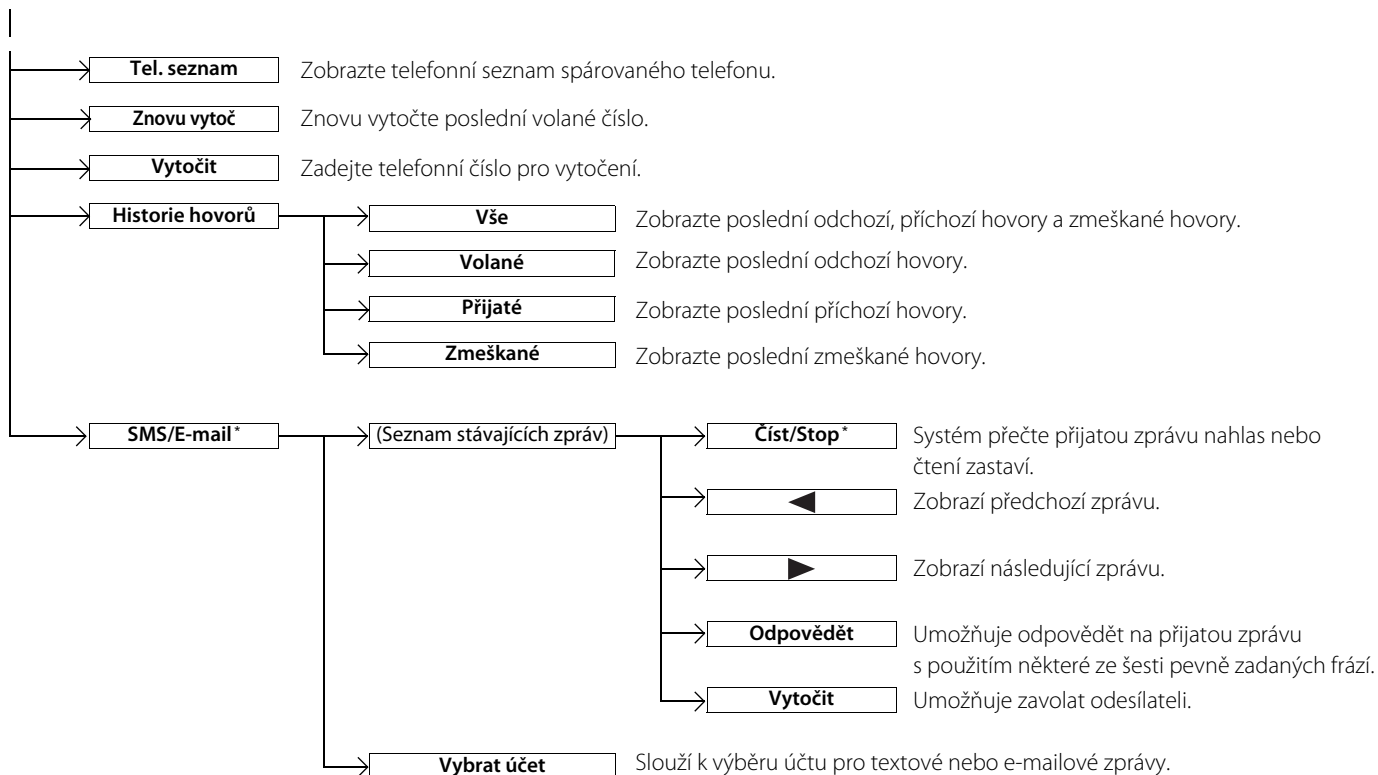 Tel. seznam Zobrazte telefonní seznam spárovaného telefonu.
Znovu vytoč Znovu vytočte poslední volané číslo.
Vytočit Zadejte telefonní číslo pro vytočení.
Historie hovorů Vše Zobrazte poslední odchozí, příchozí hovory a zmeškané hovory.
Volané Zobrazte poslední odchozí hovory.
Přijaté Zobrazte poslední příchozí hovory.
Zmeškané Zobrazte poslední zmeškané hovory.
SMS/E-mail* (Seznam stávajících zpráv) Číst/Stop* Systém přečte přijatou zprávu nahlas nebo
čtení zastaví.
◄ Zobrazí předchozí zprávu.
► Zobrazí následující zprávu.
Odpovědět Umožňuje odpovědět na přijatou zprávu
s použitím některé ze šesti pevně zadaných frází.
Vytočit Umožňuje zavolat odesílateli.
Vybrat účet Slouží k výběru účtu pro textové nebo e-mailové zprávy.